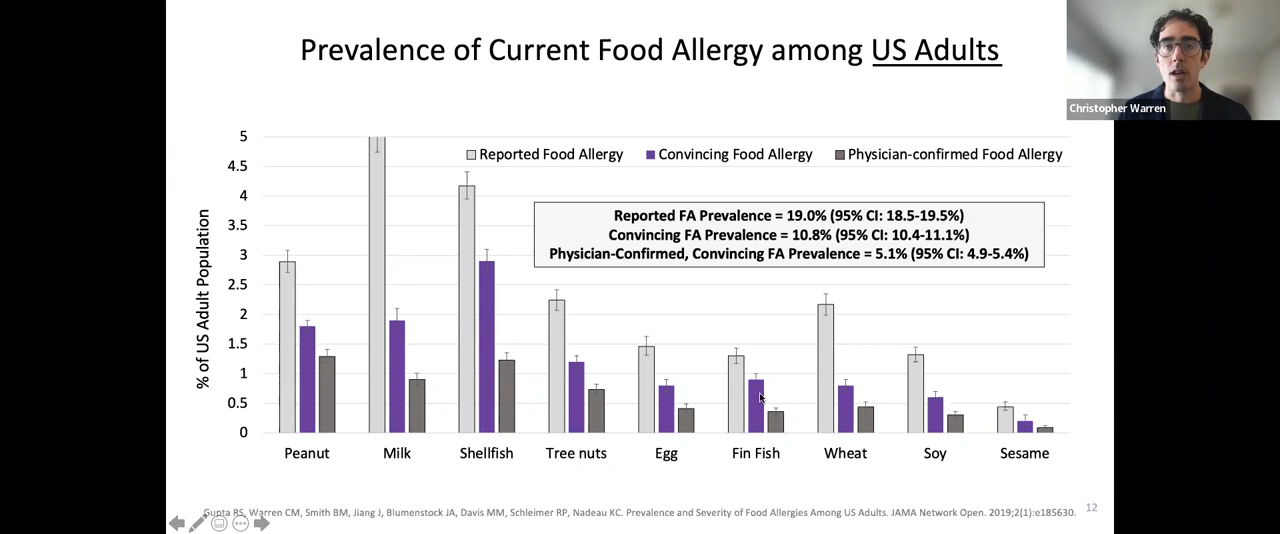 Prevalence of Current Food Allergy among US Adults
Christopher Warren
% of US Adult Population
5
4.5
4
3.5
3
2.5
2
1.5
1
0.5
0
Reported Food Allergy
Convincing Food Allergy
Physician-confirmed Food Allergy
Reported FA Prevalence = 19.0% (95% CI: 18.5-19.5%)
Convincing FA Prevalence = 10.8% (95% CI: 10.4-11.1%)
Physician-Confirmed, Convincing FA Prevalence = 5.1% (95% CI: 4.9-5.4%)
Peanut
Milk
Shellfish
Tree nuts
Egg
Fin Fish
Wheat
Soy
Sesame
Gupta RS, Warren CM, Smith BM, Jiang J, Blumenstock JA, Davis MM, Schleimer RP, Nadeau KC. Prevalence and Severity of Food Allergies Among US Adults. JAMA Network Open. 2019;2(1):e185630.
12